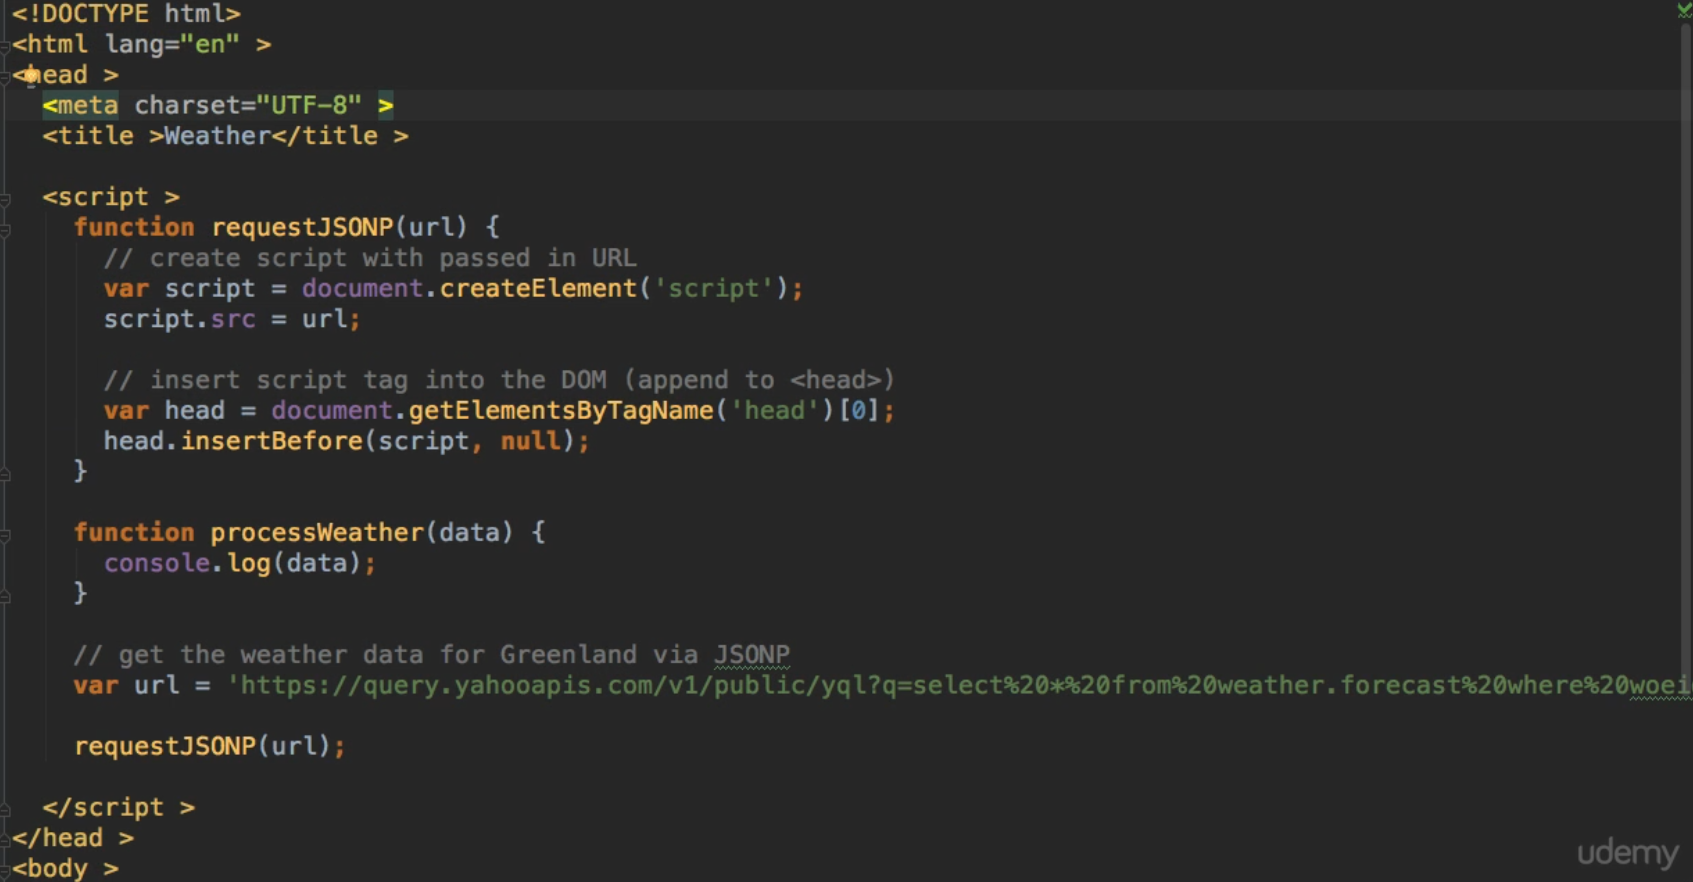 <!DOCTYPE html>
<html lang="en" >
<head >
<meta charset="UTF-8" >
<title >Weather</title >
<script >
function requestJSONP(url) {
// create script with passed in URL
var script = document.createElement('script');
script.src = url;
// insert script tag into the DOM (append to <head>)
var head = document.getElementsByTagName('head')[0];
head.insertBefore(script, null);
}
function processWeather(data) {
console.log(data);
}
// get the weather data for Greenland via JSONP
var url = 'https://query.yahooapis.com/v1/public/yql?q=select%20*%20from%20weather.forecast%20where%20woei
requestJSONP(url);
</script >
</head >
<body >
udemy